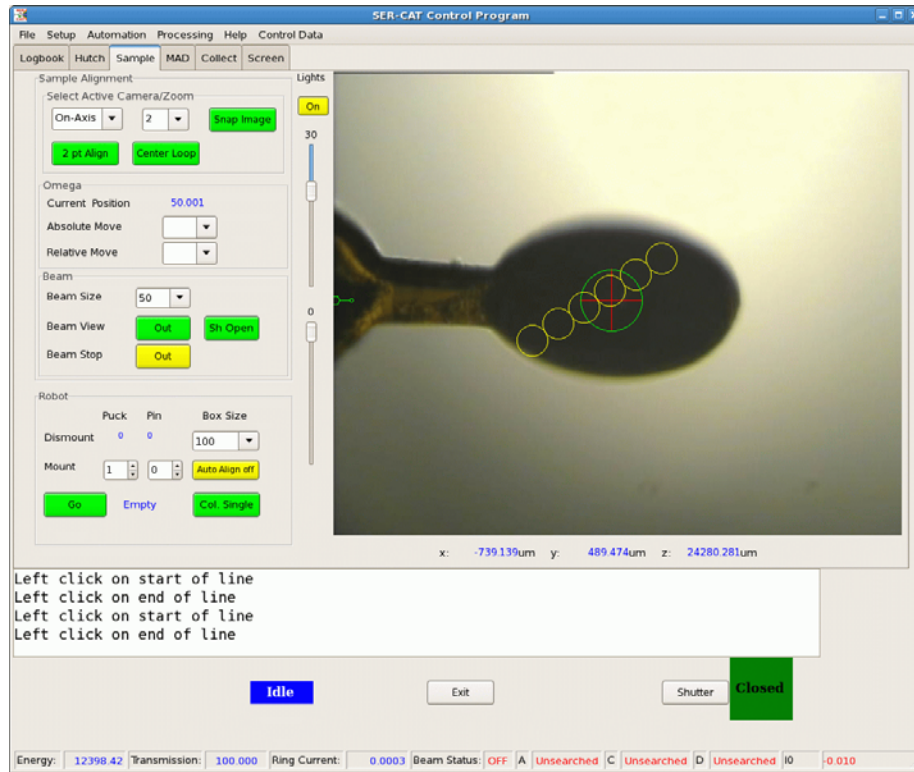 SER-CAT Control Program
File Setup Automation Processing Help Control Data
Logbook Hutch Sample MAD Collect Screen
Sample Alignment
Lights
Select Active Camera/Zoom
On-Axis 2 Snap Image
On
2 pt Align Center Loop
30
Omega
Current Position 50.001
Absolute Move
Relative Move
Beam
Beam Size 50
0
Beam View Out Sh Open
Beam Stop Out
Robot
Puck Pin Box Size
Dismount 0 0 100
Mount 1 0 Auto Align off
Go Empty Col. Single
x: -739.139um y: 489.474um z: 24280.281um
Left click on start of line
Left click on end of line
Left click on start of line
Left click on end of line
Idle Exit Shutter Closed
Energy: 12398.42 Transmission: 100.000 Ring Current: 0.0003 Beam Status: OFF A Unsearched C Unsearched D Unsearched I0 -0.010